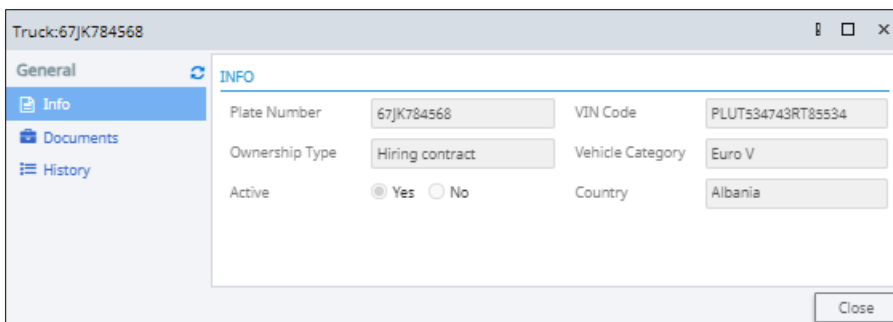 Truck:67JK784568
General
Info
Documents
History
INFO
Plate Number 67JK784568 VIN Code PLUT534743RT85534
Ownership Type Hiring contract Vehicle Category Euro V
Active Yes No Country Albania
Close